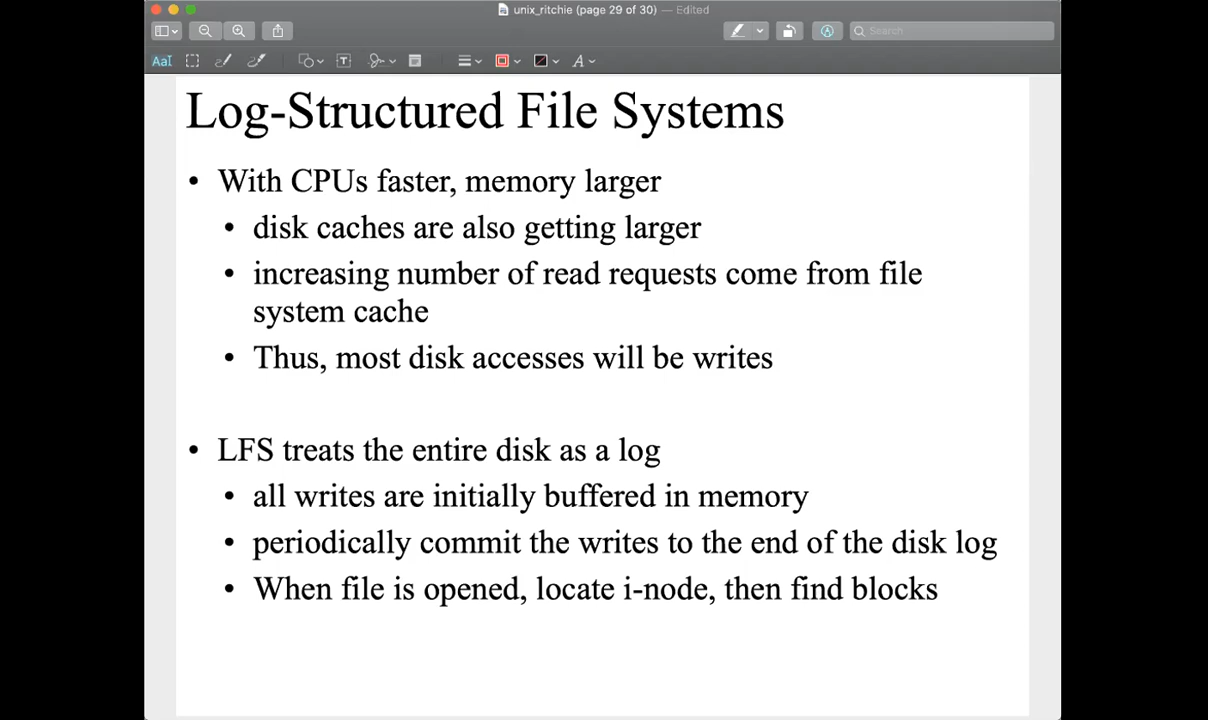 unix_ritchie (page 29 of 30) — Edited
Search
AaI
T
A
Log-Structured File Systems
• With CPUs faster, memory larger
• disk caches are also getting larger
• increasing number of read requests come from file
system cache
• Thus, most disk accesses will be writes
• LFS treats the entire disk as a log
• all writes are initially buffered in memory
• periodically commit the writes to the end of the disk log
• When file is opened, locate i-node, then find blocks